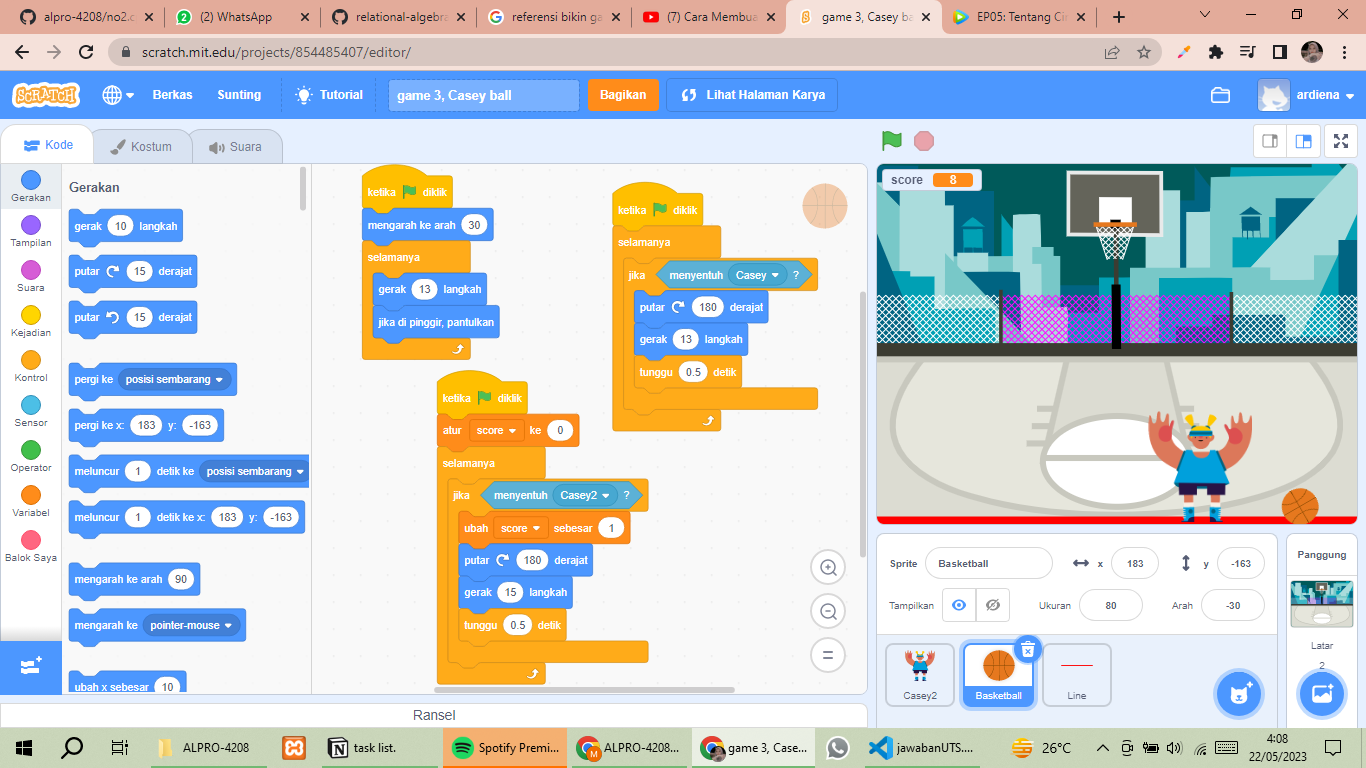 alpro-4208/no2.c
(2) WhatsApp
relational-algebra
referensi bikin ga
(7) Cara Membua
game 3, Casey ba
EP05: Tentang Ci
scratch.mit.edu/projects/854485407/editor/
SCRATCH
Berkas
Sunting
Tutorial
game 3, Casey ball
Bagikan
Lihat Halaman Karya
ardiena
Kode
Kostum
Suara
Gerakan
Tampilan
Suara
Kejadian
Kontrol
Sensor
Operator
Variabel
Balok Saya
Gerakan
gerak 10 langkah
putar 15 derajat
putar 15 derajat
pergi ke posisi sembarang
pergi ke x: 183 y: -163
meluncur 1 detik ke posisi sembarang
meluncur 1 detik ke x: 183 y: -163
mengarah ke arah 90
mengarah ke pointer-mouse
ubah x sebesar 10
ketika diklik
mengarah ke arah 30
selamanya
gerak 13 langkah
jika di pinggir, pantulkan
ketika diklik
atur score ke 0
selamanya
jika menyentuh Casey2 ?
ubah score sebesar 1
putar 180 derajat
gerak 15 langkah
tunggu 0.5 detik
ketika diklik
selamanya
jika menyentuh Casey ?
putar 180 derajat
gerak 13 langkah
tunggu 0.5 detik
Ransel
score 8
Sprite Basketball x 183 y -163
Tampilkan Ukuran 80 Arah -30
Casey2
Basketball
Line
Panggung
Latar
2
ALPRO-4208
task list.
Spotify Premi...
ALPRO-4208...
game 3, Case...
jawabanUTS....
26°C
4:08
22/05/2023